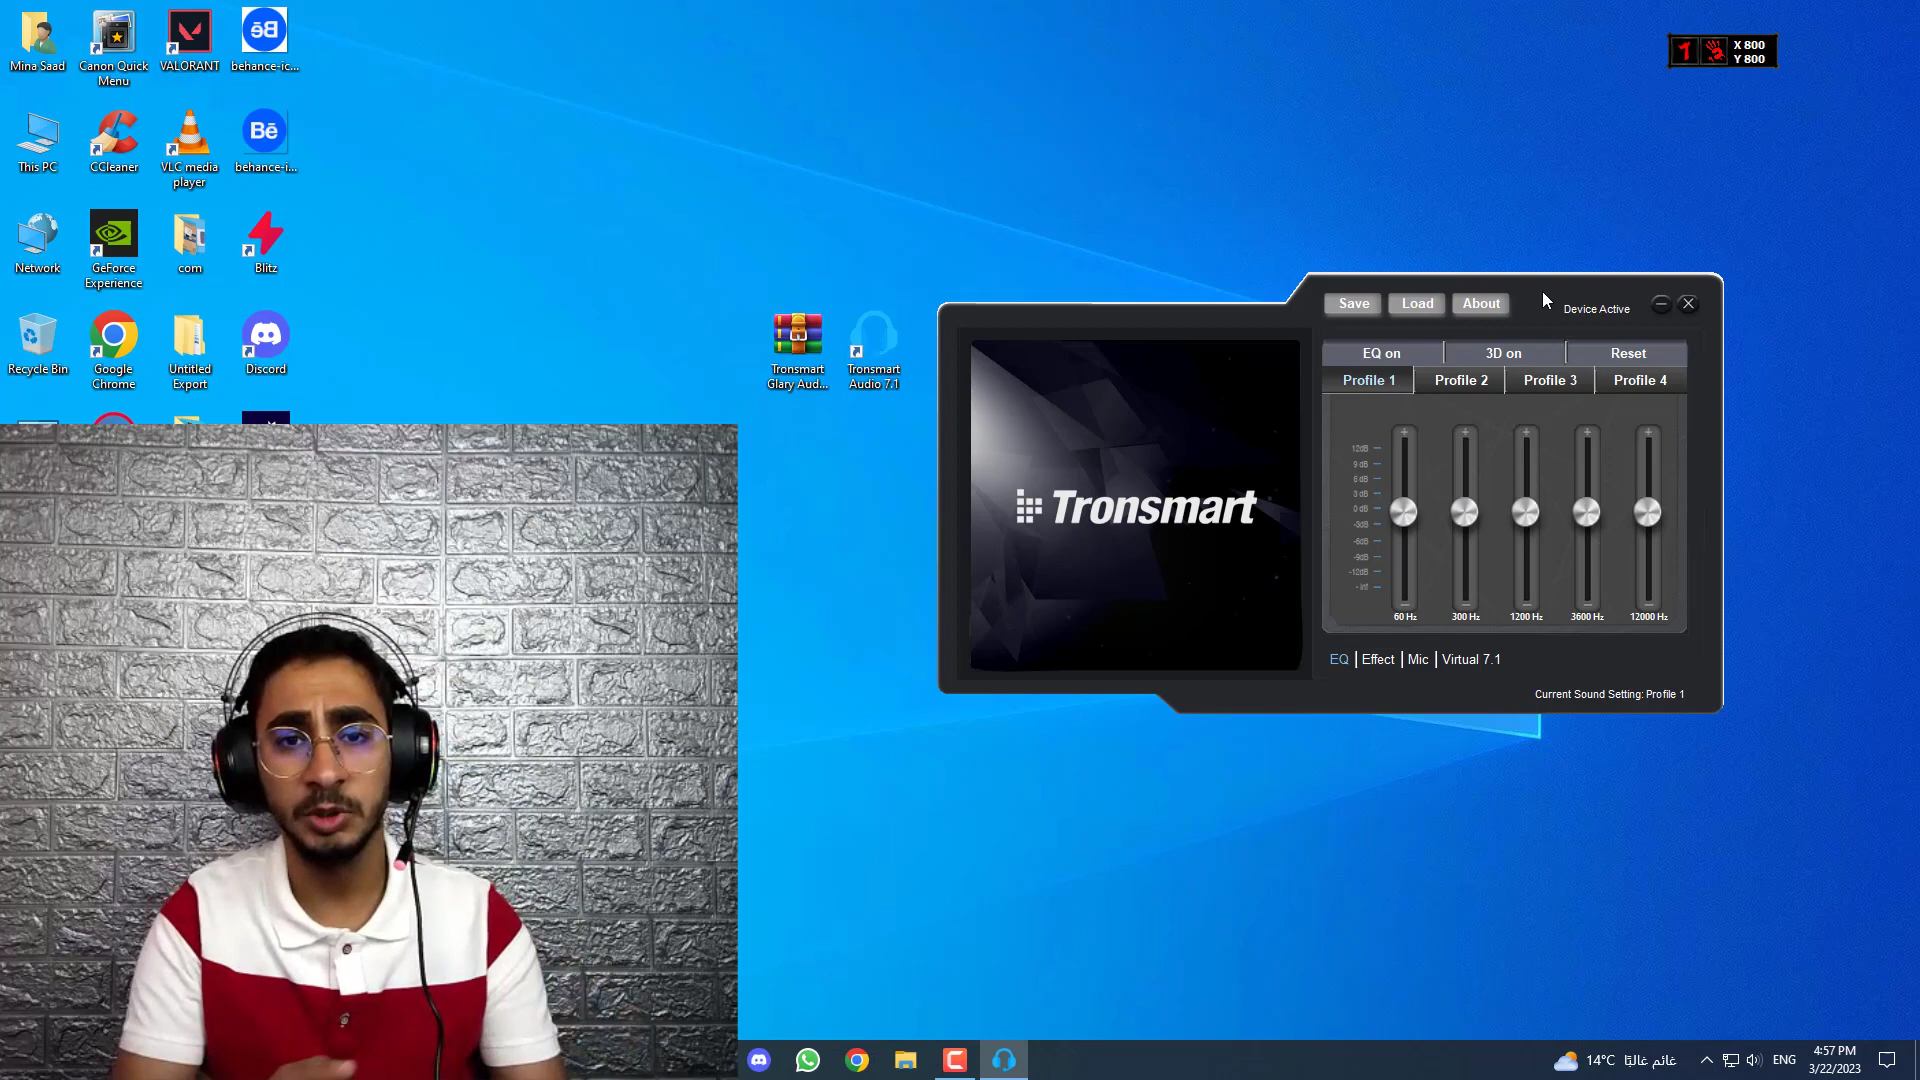 Mina Saad
Canon Quick
Menu
VALORANT
Bē
behance-ic...
This PC
CCleaner
VLC media
player
Bē
behance-i...
Network
GeForce
Experience
com
Blitz
Recycle Bin
Google
Chrome
Untitled
Export
Discord
Tronsmart
Glary Aud...
Tronsmart
Audio 7.1
X 800
Y 800
Save
Load
About
Device Active
EQ on
3D on
Reset
Profile 1
Profile 2
Profile 3
Profile 4
Tronsmart
12dB
9 dB
6 dB
3 dB
0 dB
-3dB
-6dB
-9dB
-12dB
- inf
60 Hz
300 Hz
1200 Hz
3600 Hz
12000 Hz
EQ
Effect
Mic
Virtual 7.1
Current Sound Setting: Profile 1
14°C غائم غالبًا
ENG
4:57 PM
3/22/2023